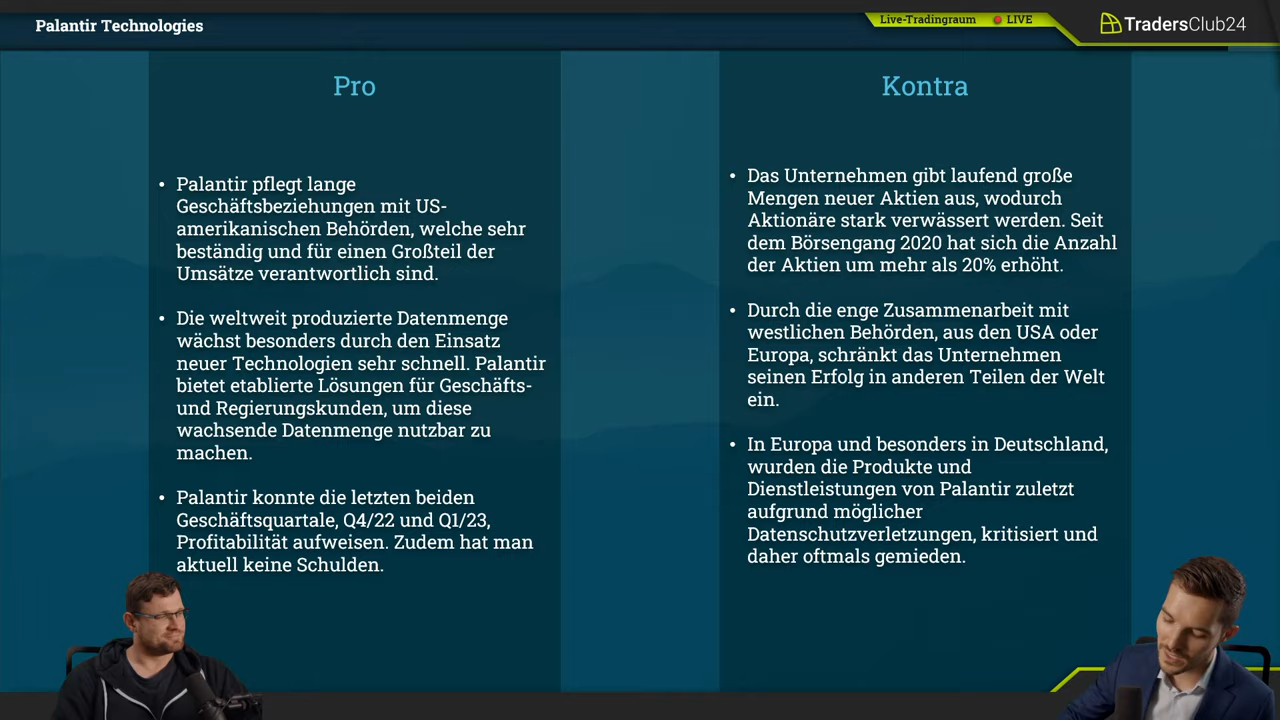 Palantir Technologies
Live-Tradingraum
LIVE
TradersClub24
Pro
• Palantir pflegt lange
Geschäftsbeziehungen mit US-
amerikanischen Behörden, welche sehr
beständig und für einen Großteil der
Umsätze verantwortlich sind.
• Die weltweit produzierte Datenmenge
wächst besonders durch den Einsatz
neuer Technologien sehr schnell. Palantir
bietet etablierte Lösungen für Geschäfts-
und Regierungskunden, um diese
wachsende Datenmenge nutzbar zu
machen.
• Palantir konnte die letzten beiden
Geschäftsquartale, Q4/22 und Q1/23,
Profitabilität aufweisen. Zudem hat man
aktuell keine Schulden.
Kontra
• Das Unternehmen gibt laufend große
Mengen neuer Aktien aus, wodurch
Aktionäre stark verwässert werden. Seit
dem Börsengang 2020 hat sich die Anzahl
der Aktien um mehr als 20% erhöht.
• Durch die enge Zusammenarbeit mit
westlichen Behörden, aus den USA oder
Europa, schränkt das Unternehmen
seinen Erfolg in anderen Teilen der Welt
ein.
• In Europa und besonders in Deutschland,
wurden die Produkte und
Dienstleistungen von Palantir zuletzt
aufgrund möglicher
Datenschutzverletzungen, kritisiert und
daher oftmals gemieden.